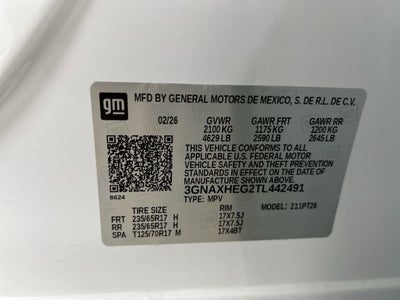 gm
MFD BY GENERAL MOTORS DE MEXICO, S. DE R.L. DE C.V.
02/26 GVWR GAWR FRT GAWR RR
2100 KG 1175 KG 1200 KG
4629 LB 2590 LB 2645 LB
THIS VEHICLE CONFORMS TO ALL
APPLICABLE U.S. FEDERAL MOTOR
VEHICLE SAFETY AND THEFT
PREVENTION STANDARDS IN EFFECT
ON THE DATE OF MANUFACTURE
SHOWN ABOVE.
3GNAXHEG2TL442491
8624 TYPE: MPV
TIRE SIZE RIM MODEL: 211PT26
FRT 235/65R17 H 17X7.5J
RR 235/65R17 H 17X7.5J
SPA T125/70R17 M 17X4BT